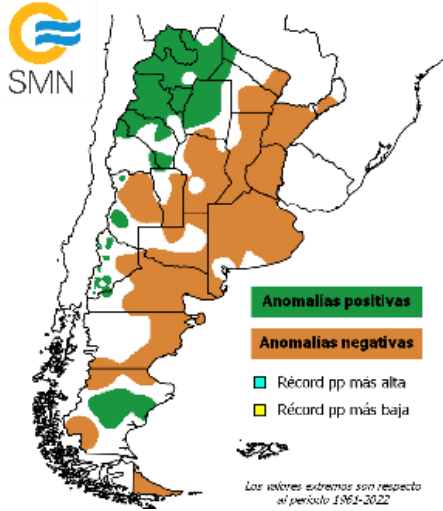 SMN
Anomalías positivas
Anomalías negativas
Récord pp más alta
Récord pp más baja
Los valores extremos son respecto
al período 1961-2022